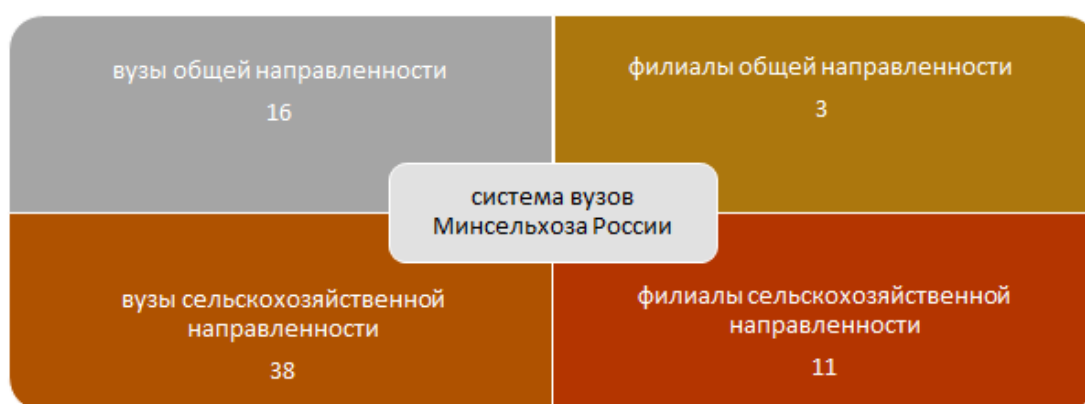 вузы общей направленности
16
филиалы общей направленности
3
система вузов
Минсельхоза России
вузы сельскохозяйственной
направленности
38
филиалы сельскохозяйственной
направленности
11